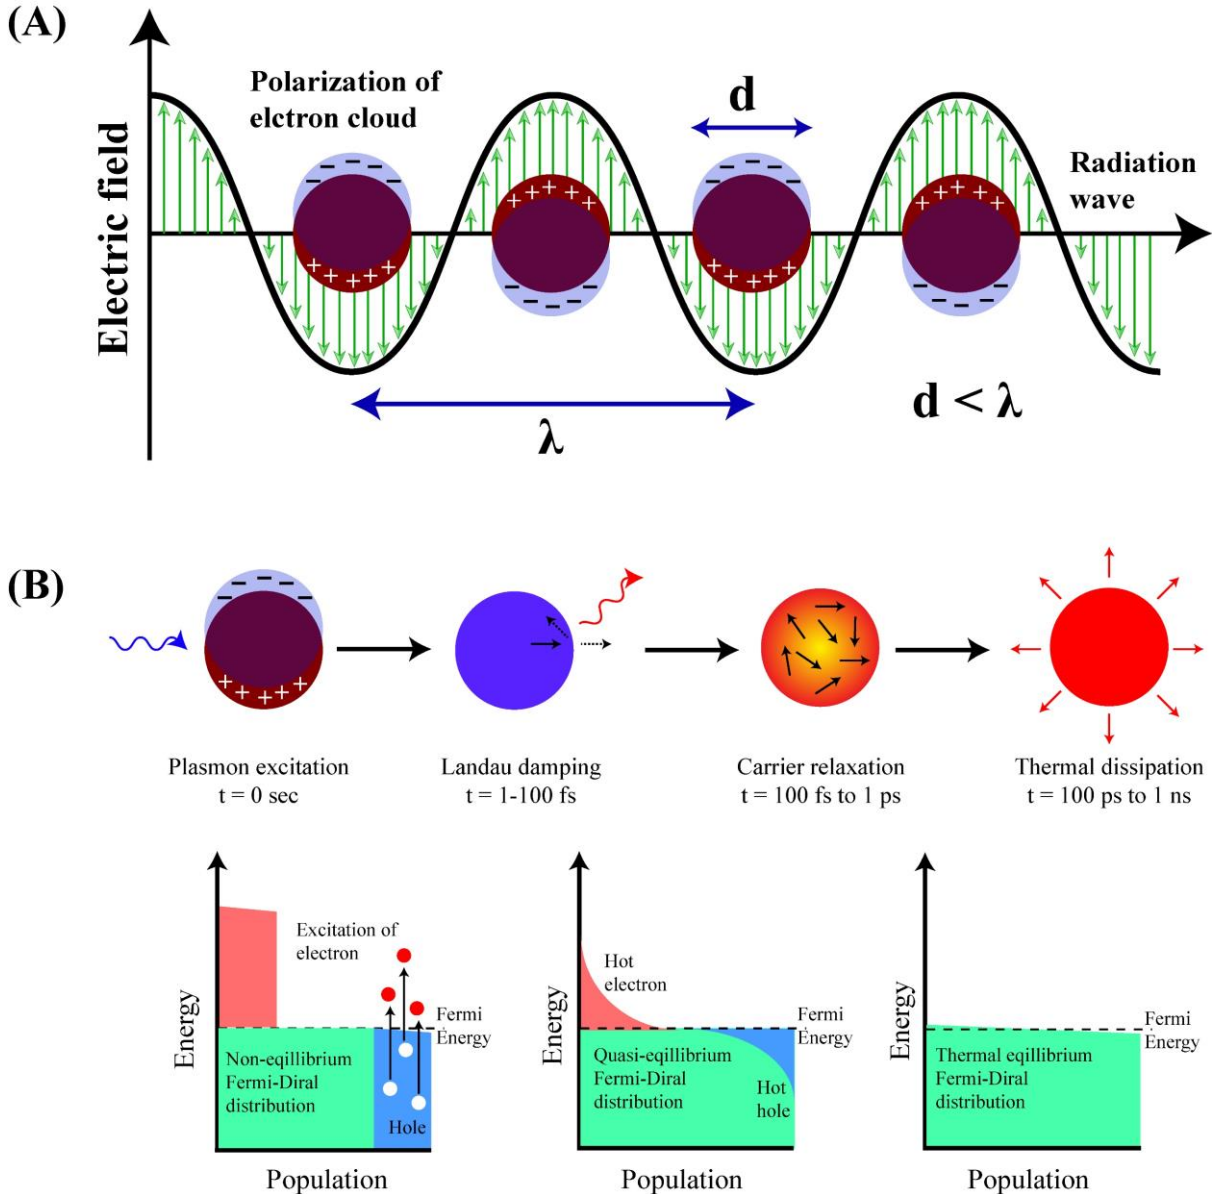 (A)
Electric field
Polarization of
elctron cloud
d
Radiation
wave
λ
d < λ
(B)
Plasmon excitation
t = 0 sec
Landau damping
t = 1-100 fs
Carrier relaxation
t = 100 fs to 1 ps
Thermal dissipation
t = 100 ps to 1 ns
Energy
Excitation of
electron
Fermi
Energy
Non-eqillibrium
Fermi-Diral
distribution
Hole
Population
Energy
Hot
electron
Fermi
Energy
Quasi-eqillibrium
Fermi-Diral
distribution
Hot
hole
Population
Energy
Fermi
Energy
Thermal eqillibrium
Fermi-Diral
distribution
Population